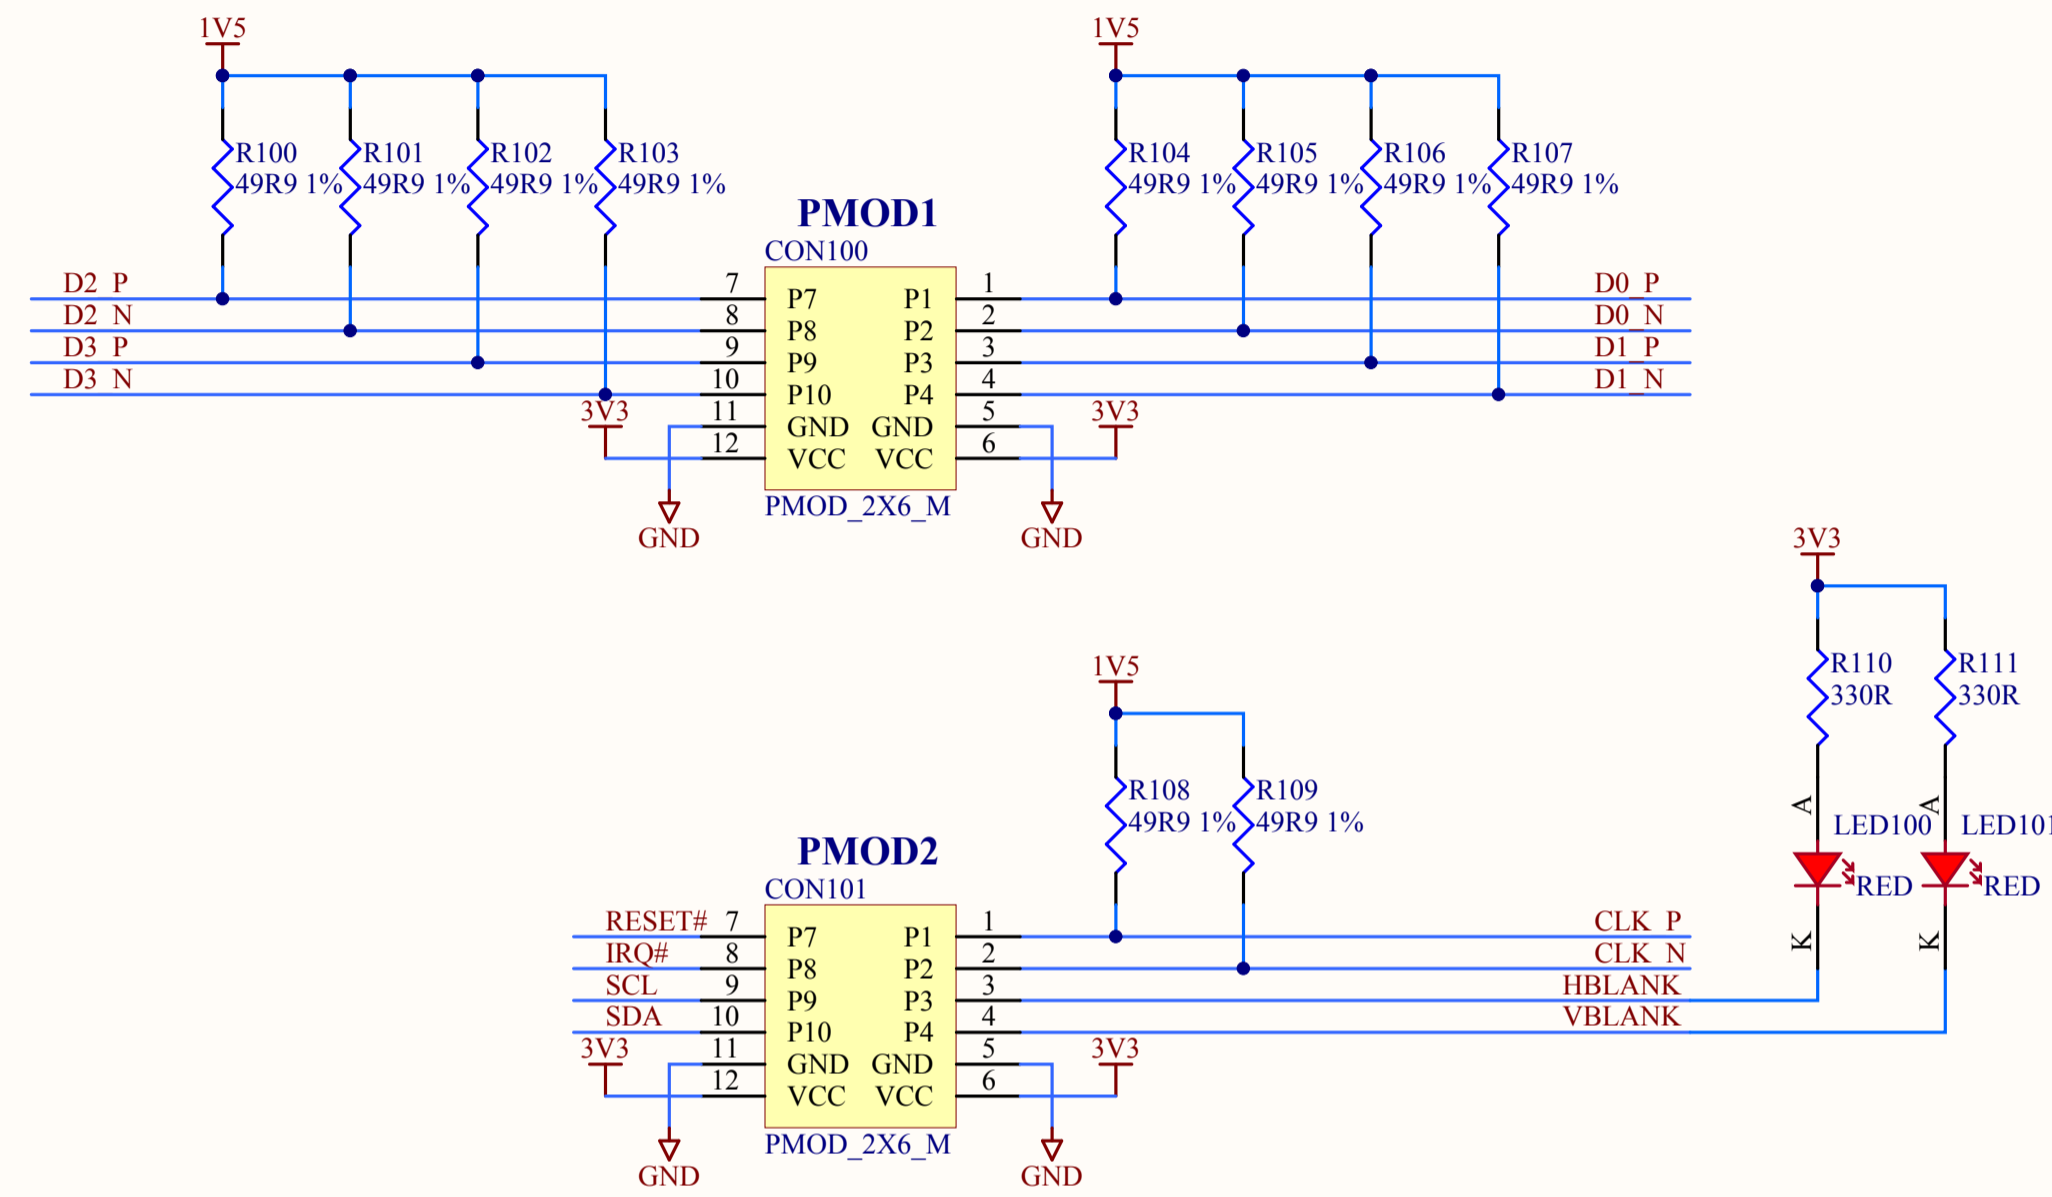 1V5
1V5
R100
49R9 1%
R101
49R9 1%
R102
49R9 1%
R103
49R9 1%
R104
49R9 1%
R105
49R9 1%
R106
49R9 1%
R107
49R9 1%
PMOD1
CON100
D2_P
7
P7
P1
1
D0_P
D2_N
8
P8
P2
2
D0_N
D3_P
9
P9
P3
3
D1_P
D3_N
10
P10
P4
4
D1_N
3V3
11
GND
GND
5
3V3
12
VCC
VCC
6
PMOD_2X6_M
GND
GND
3V3
R110
330R
R111
330R
A
A
LED100
LED101
RED
RED
K
K
1V5
R108
49R9 1%
R109
49R9 1%
PMOD2
CON101
RESET#
7
P7
P1
1
CLK_P
IRQ#
8
P8
P2
2
CLK_N
SCL
9
P9
P3
3
HBLANK
SDA
10
P10
P4
4
VBLANK
3V3
11
GND
GND
5
3V3
12
VCC
VCC
6
PMOD_2X6_M
GND
GND